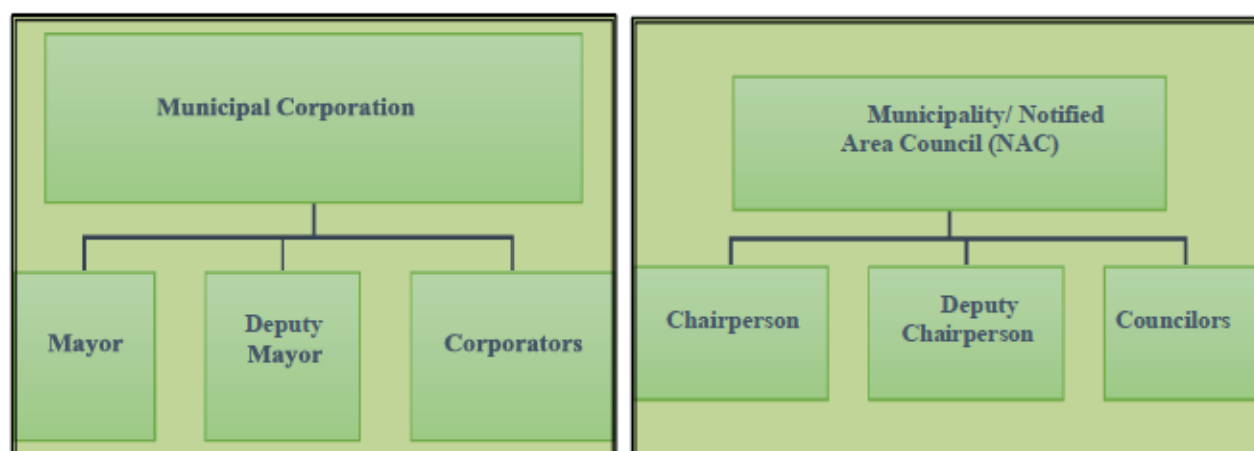 Municipal Corporation
Mayor
Deputy
Mayor
Corporators
Municipality/ Notified
Area Council (NAC)
Chairperson
Deputy
Chairperson
Councilors